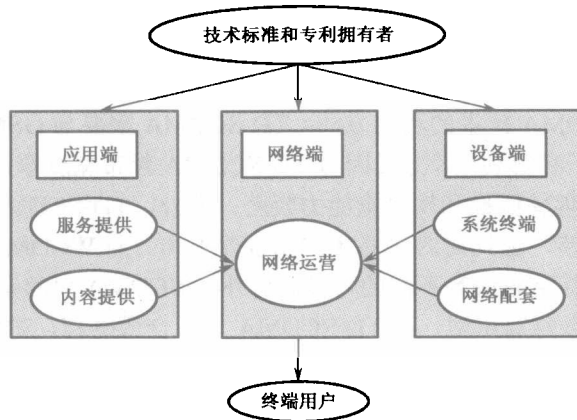 技术标准和专利拥有者
应用端
网络端
设备端
服务提供
系统终端
网络运营
内容提供
网络配套
终端用户